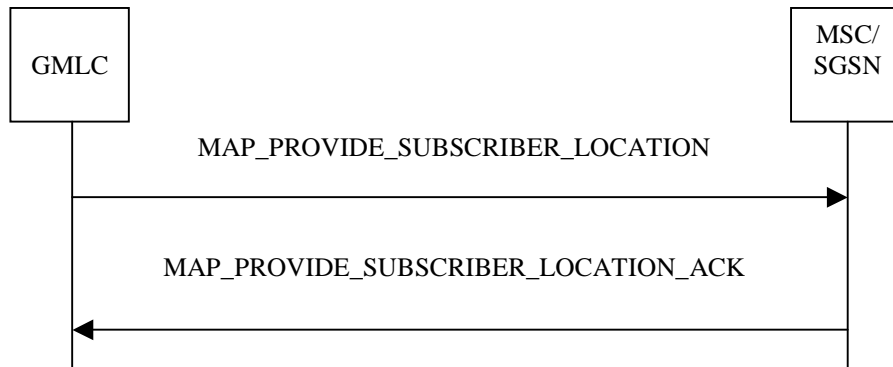 GMLC
MSC/
SGSN
MAP_PROVIDE_SUBSCRIBER_LOCATION
MAP_PROVIDE_SUBSCRIBER_LOCATION_ACK